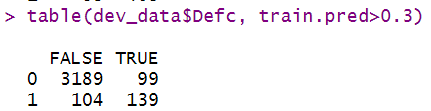 > table(dev_data$Defc, train.pred>0.3)
FALSE TRUE
0 3189 99
1 104 139